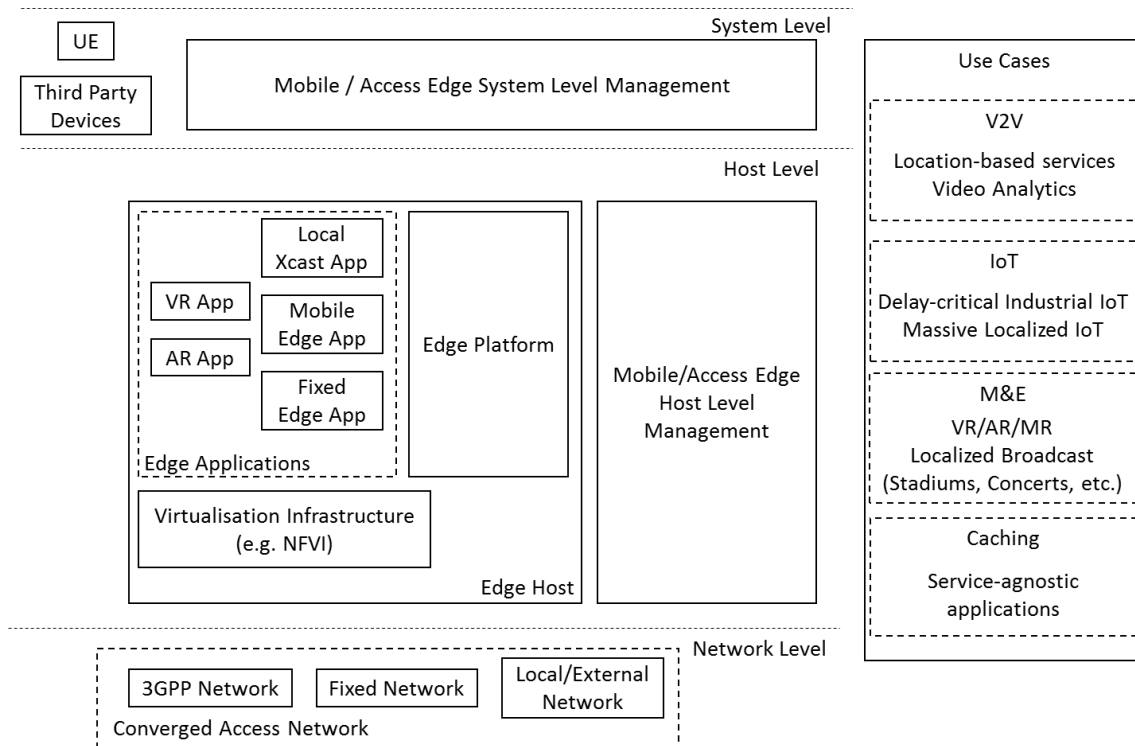 System Level
UE
Third Party
Devices
Mobile / Access Edge System Level Management
Host Level
Local
Xcast App
VR App
Mobile
Edge App
AR App
Fixed
Edge App
Edge Applications
Edge Platform
Virtualisation Infrastructure
(e.g. NFVI)
Edge Host
Mobile/Access Edge
Host Level
Management
Network Level
3GPP Network
Fixed Network
Local/External
Network
Converged Access Network
Use Cases
V2V
Location-based services
Video Analytics
IoT
Delay-critical Industrial IoT
Massive Localized IoT
M&E
VR/AR/MR
Localized Broadcast
(Stadiums, Concerts, etc.)
Caching
Service-agnostic
applications